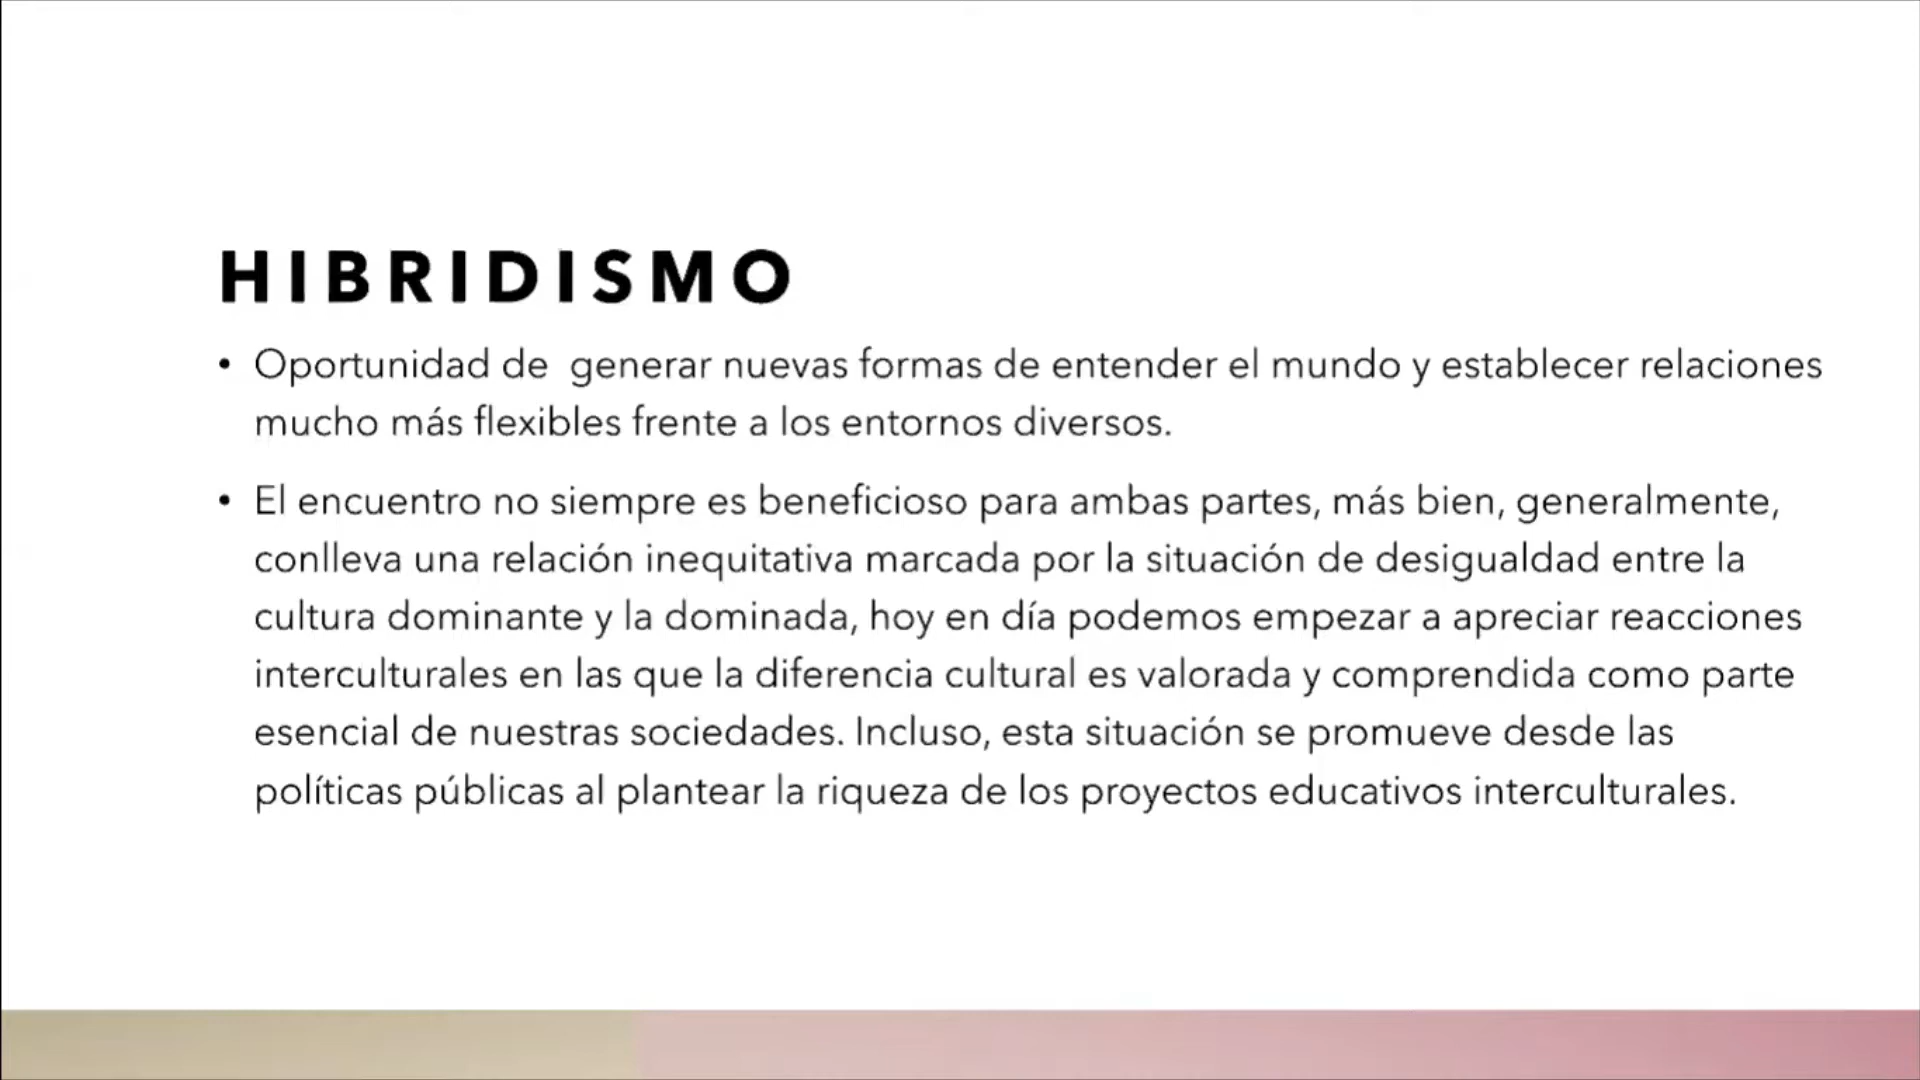 HIBRIDISMO
• Oportunidad de  generar nuevas formas de entender el mundo y establecer relaciones
mucho más flexibles frente a los entornos diversos.
• El encuentro no siempre es beneficioso para ambas partes, más bien, generalmente,
conlleva una relación inequitativa marcada por la situación de desigualdad entre la
cultura dominante y la dominada, hoy en día podemos empezar a apreciar reacciones
interculturales en las que la diferencia cultural es valorada y comprendida como parte
esencial de nuestras sociedades. Incluso, esta situación se promueve desde las
políticas públicas al plantear la riqueza de los proyectos educativos interculturales.